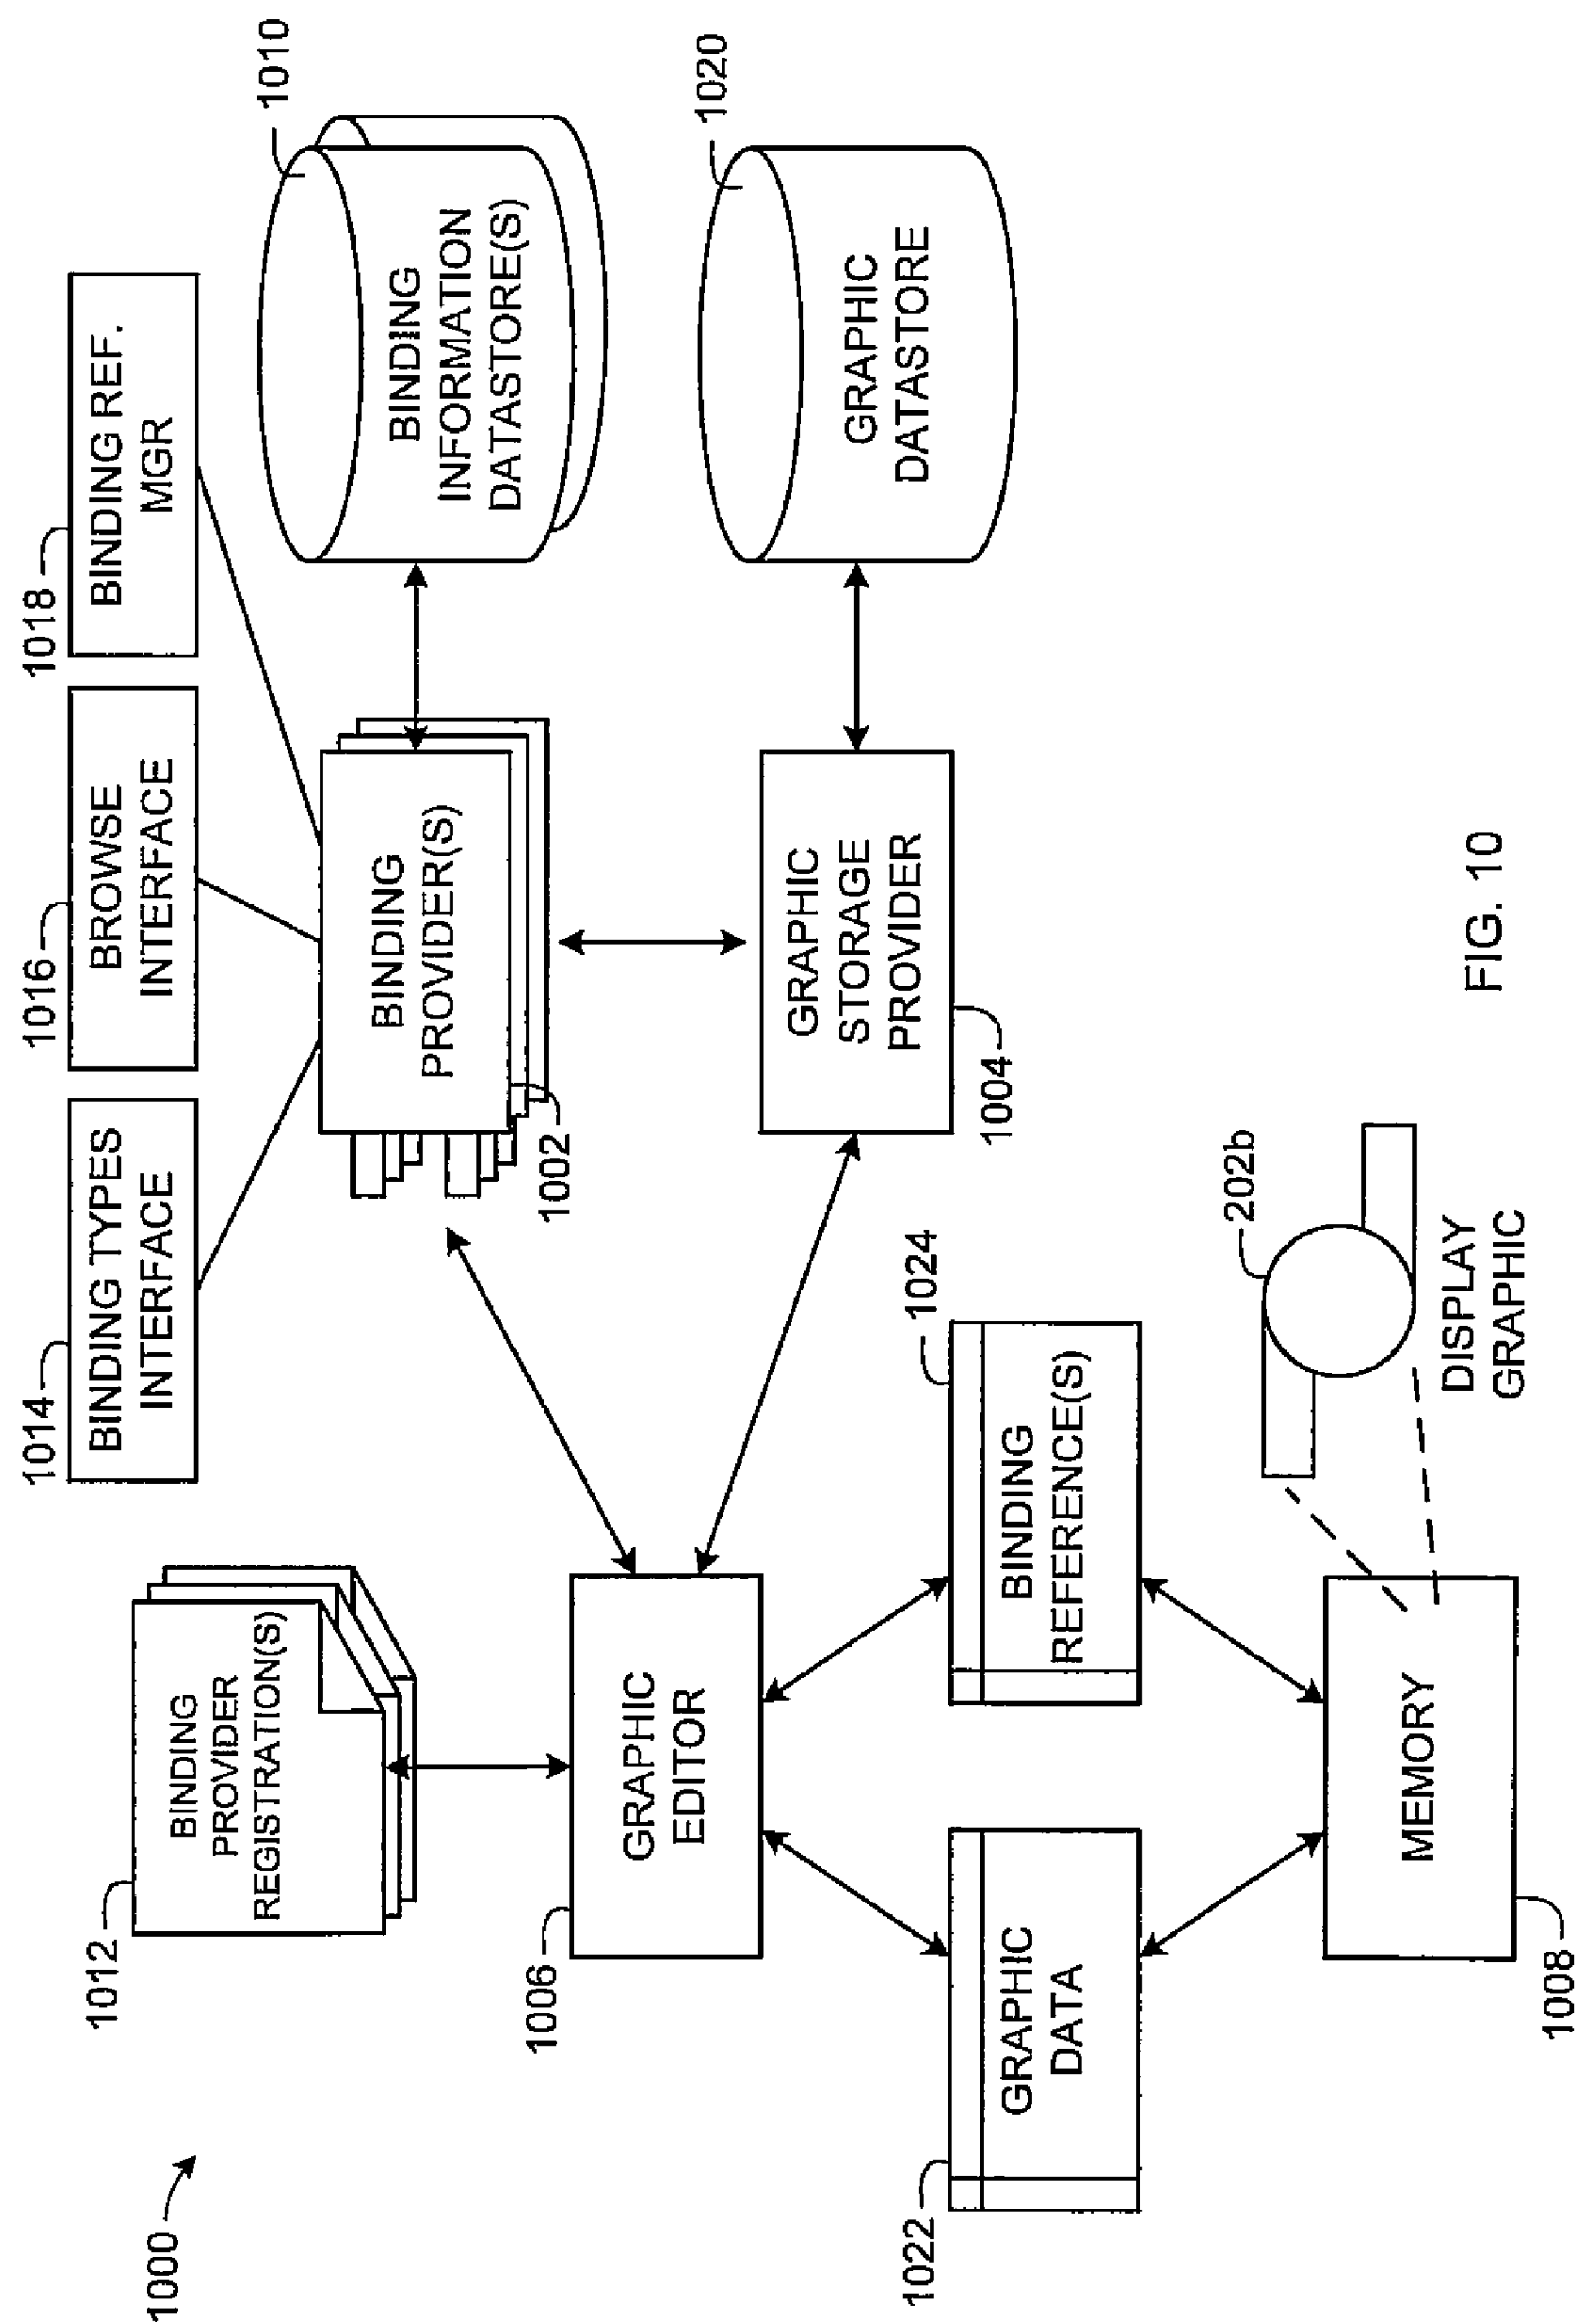 1000
1012
BINDING
PROVIDER
REGISTRATION(S)
1014
BINDING TYPES
INTERFACE
1016
BROWSE
INTERFACE
1018
BINDING REF.
MGR
1006
GRAPHIC
EDITOR
BINDING
PROVIDER(S)
1002
1010
BINDING
INFORMATION
DATASTORE(S)
1022
GRAPHIC
DATA
1024
BINDING
REFERENCE(S)
GRAPHIC
STORAGE
PROVIDER
1004
1020
GRAPHIC
DATASTORE
1008
MEMORY
202b
DISPLAY
GRAPHIC
FIG. 10